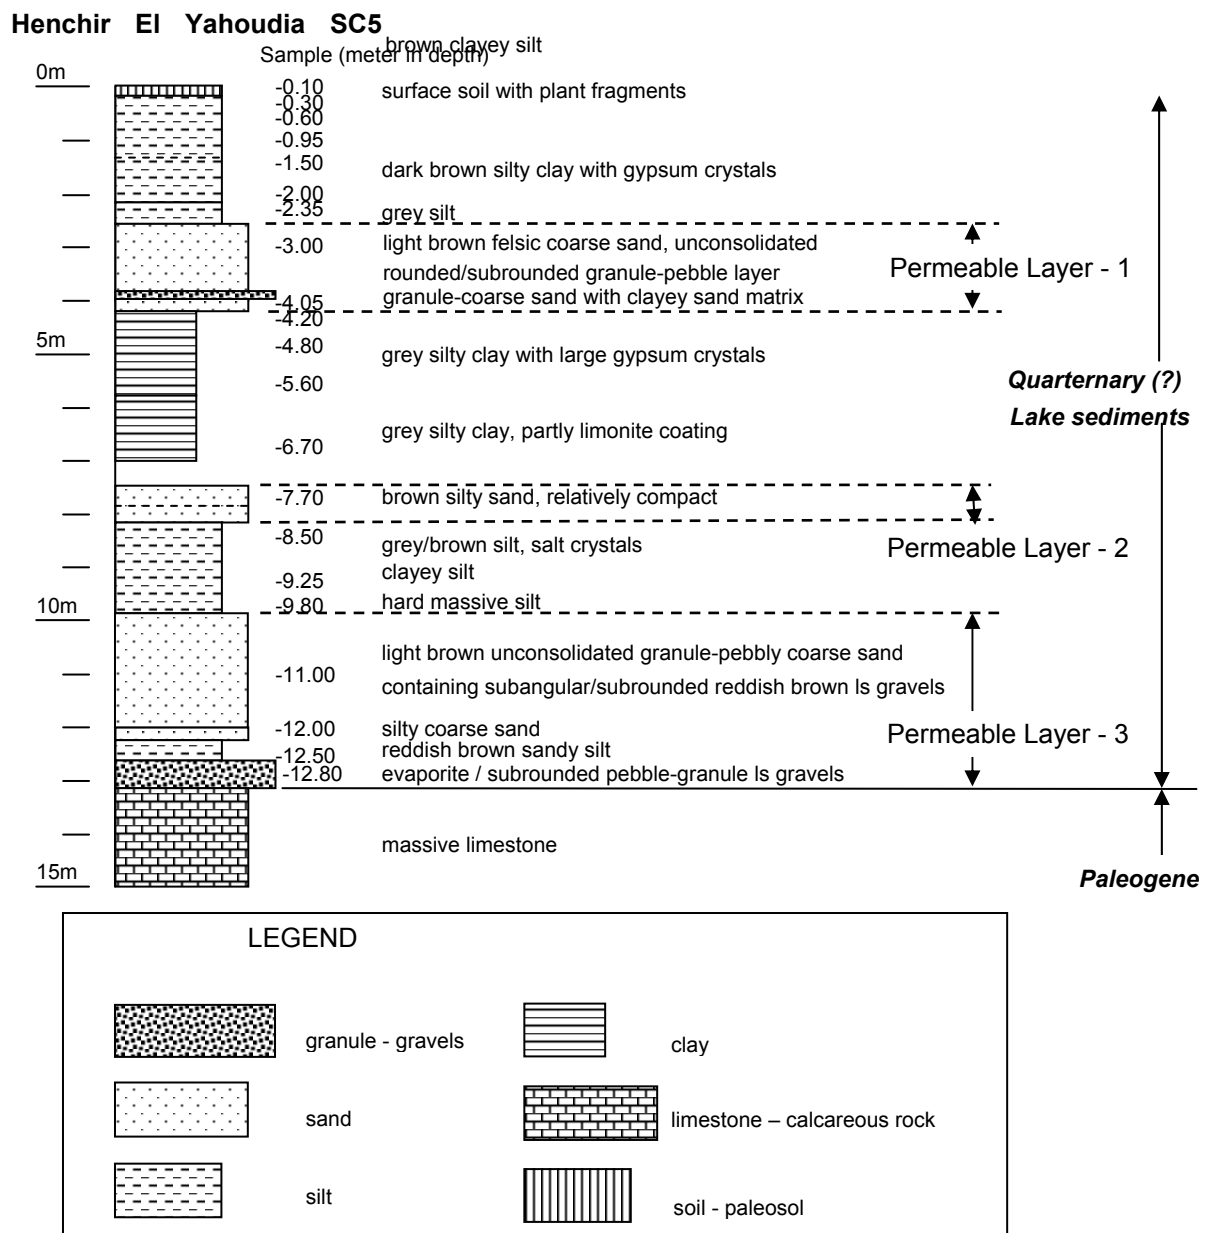 Henchir El Yahoudia SC5
brown clayey silt
Sample (meter in depth)
0m
-0.10 surface soil with plant fragments
-0.30
-0.60
-0.95
-1.50
dark brown silty clay with gypsum crystals
-2.00
-2.35 grey silt
-3.00 light brown felsic coarse sand, unconsolidated
Permeable Layer - 1
rounded/subrounded granule-pebble layer
-4.05 granule-coarse sand with clayey sand matrix
-4.20
5m
-4.80 grey silty clay with large gypsum crystals
-5.60
Quarternary (?)
Lake sediments
grey silty clay, partly limonite coating
-6.70
-7.70 brown silty sand, relatively compact
-8.50 grey/brown silt, salt crystals
Permeable Layer - 2
clayey silt
-9.25
-9.80 hard massive silt
10m
light brown unconsolidated granule-pebbly coarse sand
-11.00
containing subangular/subrounded reddish brown ls gravels
-12.00 silty coarse sand
Permeable Layer - 3
-12.50 reddish brown sandy silt
-12.80 evaporite / subrounded pebble-granule ls gravels
massive limestone
15m
Paleogene
LEGEND
granule - gravels
clay
sand
limestone – calcareous rock
silt
soil - paleosol